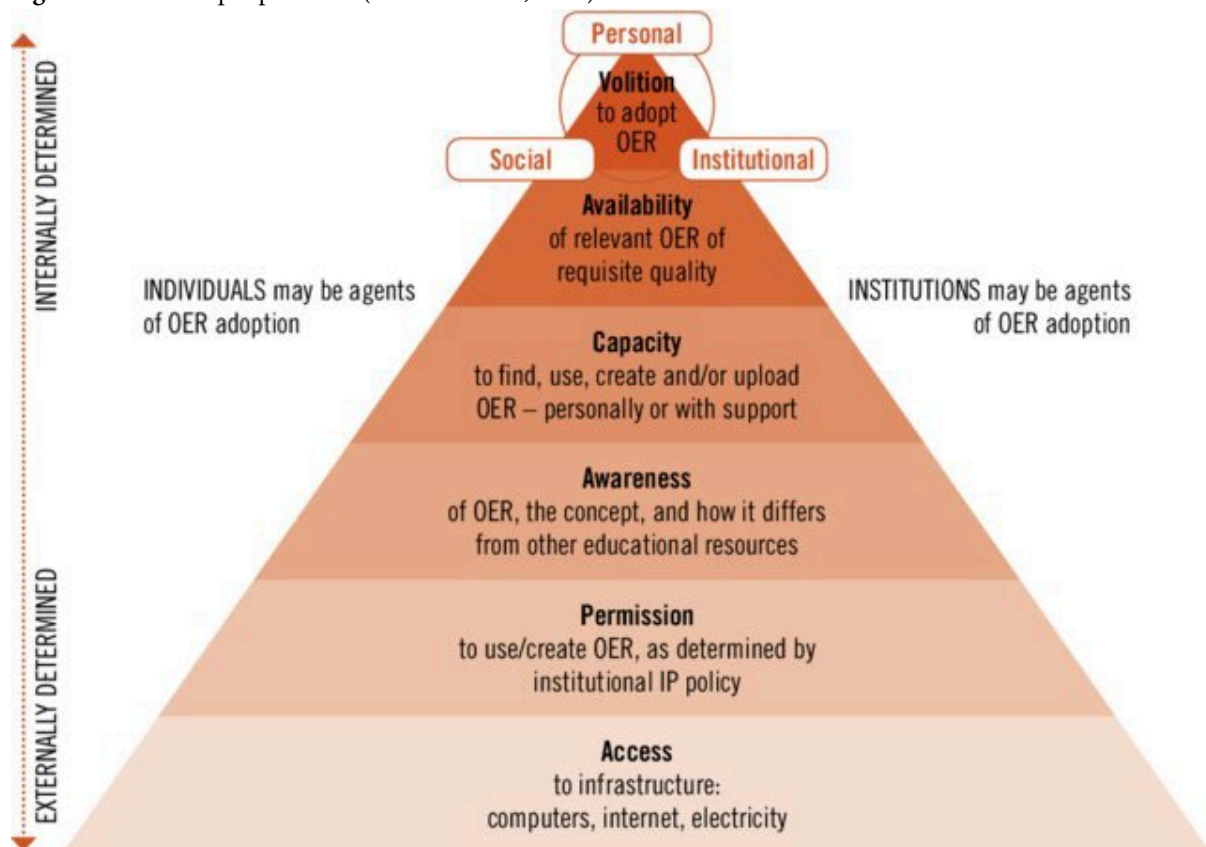 Personal
Volition
to adopt
OER
Social
Institutional
Availability
of relevant OER of
requisite quality
INDIVIDUALS may be agents
of OER adoption
INSTITUTIONS may be agents
of OER adoption
Capacity
to find, use, create and/or upload
OER – personally or with support
Awareness
of OER, the concept, and how it differs
from other educational resources
Permission
to use/create OER, as determined by
institutional IP policy
Access
to infrastructure:
computers, internet, electricity
INTERNALLY DETERMINED
EXTERNALLY DETERMINED